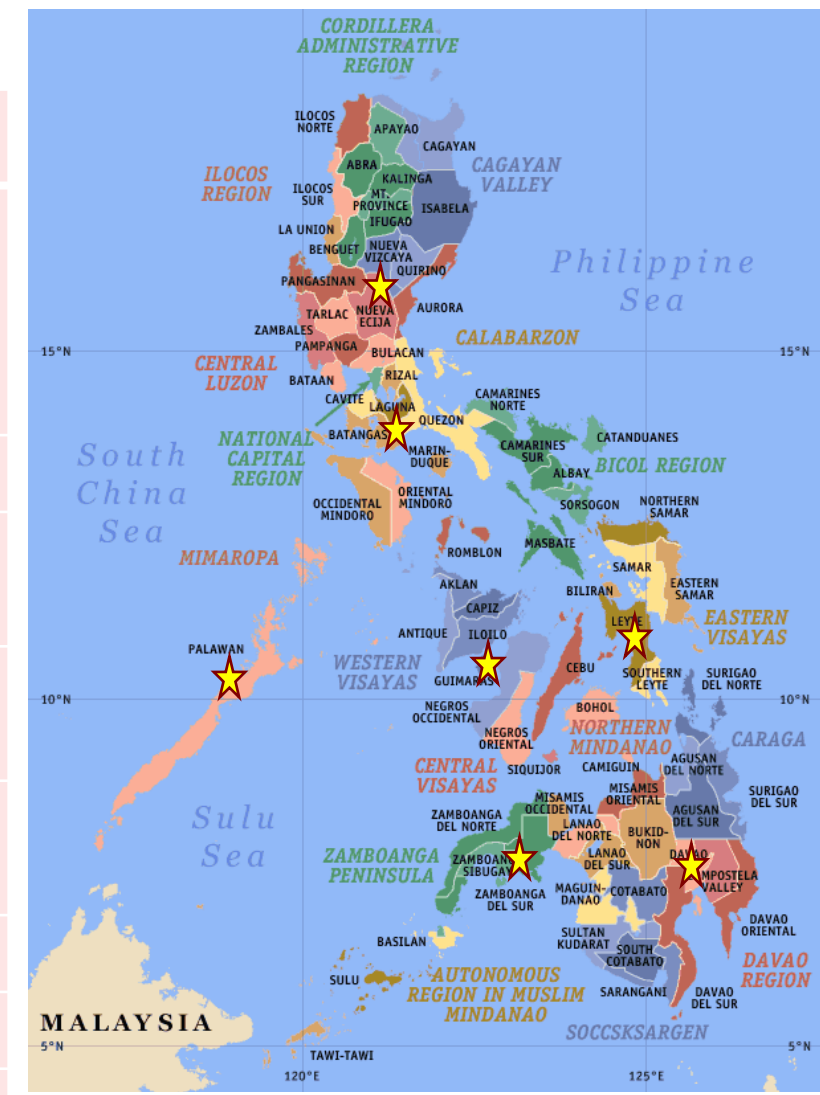 CORDILLERA
ADMINISTRATIVE
REGION
ILOCOS
NORTE
APAYAO
CAGAYAN
ABRA
CAGAYAN
VALLEY
ILOCOS
REGION
KALINGA
MT.
PROVINCE
ILOCOS
SUR
ISABELA
IFUGAO
LA UNION
BENGUET
NUEVA
VIZCAYA
QUIRINO
Philippine
Sea
PANGASINAN
AURORA
TARLAC
NUEVA
ECIJA
ZAMBALES
CALABARZON
PAMPANGA
BULACAN
15°N
15°N
CENTRAL
LUZON
BATAAN
RIZAL
CAVITE
LAGUNA
CAMARINES
NORTE
QUEZON
NATIONAL
CAPITAL
REGION
BATANGAS
CATANDUANES
CAMARINES
SUR
MARIN-
DUQUE
South
China
Sea
ALBAY
BICOL REGION
OCCIDENTAL
MINDORO
ORIENTAL
MINDORO
SORSOGON
NORTHERN
SAMAR
MASBATE
ROMBLON
MIMAROPA
SAMAR
AKLAN
BILIRAN
EASTERN
SAMAR
CAPIZ
LEYTE
EASTERN
VISAYAS
ANTIQUE
ILOILO
PALAWAN
WESTERN
VISAYAS
CEBU
GUIMARAS
SOUTHERN
LEYTE
SURIGAO
DEL NORTE
10°N
10°N
NEGROS
OCCIDENTAL
BOHOL
NORTHERN
MINDANAO
CARAGA
NEGROS
ORIENTAL
CENTRAL
VISAYAS
SIQUIJOR
CAMIGUIN
AGUSAN
DEL NORTE
SURIGAO
DEL SUR
MISAMIS
OCCIDENTAL
MISAMIS
ORIENTAL
AGUSAN
DEL SUR
Sulu
Sea
ZAMBOANGA
DEL NORTE
LANAO
DEL NORTE
BUKID-
NON
ZAMBOANGA
PENINSULA
ZAMBOANG
SIBUGAY
LANAO
DEL SUR
DAVAO
MPOSTELA
VALLEY
ZAMBOANGA
DEL SUR
MAGUIN-
DANAO
COTABATO
DAVAO
ORIENTAL
BASILAN
SULTAN
KUDARAT
SOUTH
COTABATO
DAVAO
REGION
SULU
AUTONOMOUS
REGION IN MUSLIM
MINDANAO
SARANGANI
DAVAO
DEL SUR
MALAYSIA
SOCCSKSARGEN
5°N
5°N
TAWI-TAWI
120°E
125°E